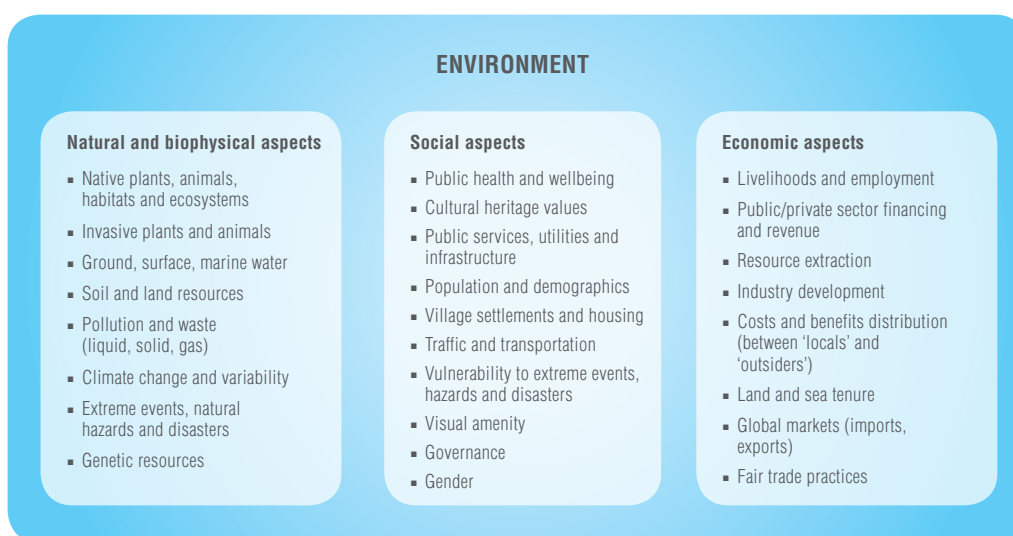 ENVIRONMENT
Natural and biophysical aspects
▪ Native plants, animals,
habitats and ecosystems
▪ Invasive plants and animals
▪ Ground, surface, marine water
▪ Soil and land resources
▪ Pollution and waste
(liquid, solid, gas)
▪ Climate change and variability
▪ Extreme events, natural
hazards and disasters
▪ Genetic resources
Social aspects
▪ Public health and wellbeing
▪ Cultural heritage values
▪ Public services, utilities and
infrastructure
▪ Population and demographics
▪ Village settlements and housing
▪ Traffic and transportation
▪ Vulnerability to extreme events,
hazards and disasters
▪ Visual amenity
▪ Governance
▪ Gender
Economic aspects
▪ Livelihoods and employment
▪ Public/private sector financing
and revenue
▪ Resource extraction
▪ Industry development
▪ Costs and benefits distribution
(between ‘locals’ and
‘outsiders’)
▪ Land and sea tenure
▪ Global markets (imports,
exports)
▪ Fair trade practices